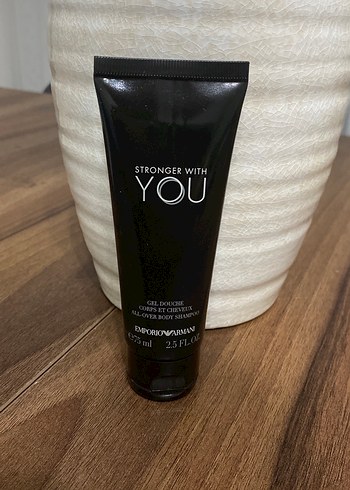 STRONGER WITH
YOU
GEL DOUCHE
CORPS ET CHEVEUX
ALL-OVER BODY SHAMPOO
EMPORIO ARMANI
℮75 ml 2.5 FL.OZ.